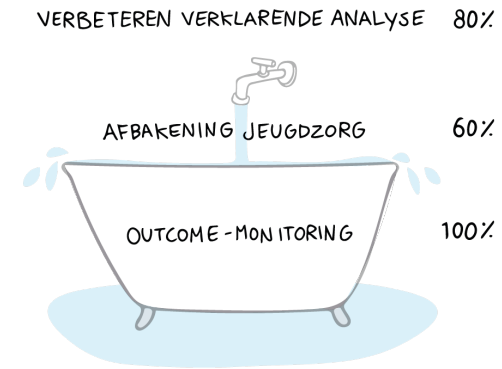 VERBETEREN VERKLARENDE ANALYSE 80%
AFBAKENING JEUGDZORG 60%
OUTCOME-MONITORING 100%